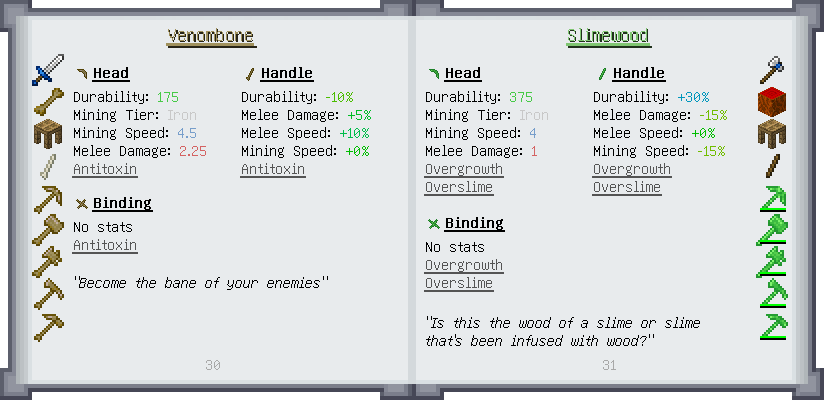 Venombone
Head
Durability: 175
Mining Tier: Iron
Mining Speed: 4.5
Melee Damage: 2.25
Antitoxin
Handle
Durability: -10%
Melee Damage: +5%
Melee Speed: +10%
Mining Speed: +0%
Antitoxin
Binding
No stats
Antitoxin
"Become the bane of your enemies"
30
Slimewood
Head
Durability: 375
Mining Tier: Iron
Mining Speed: 4
Melee Damage: 1
Overgrowth
Overslime
Handle
Durability: +30%
Melee Damage: -15%
Melee Speed: +0%
Mining Speed: -15%
Overgrowth
Overslime
Binding
No stats
Overgrowth
Overslime
"Is this the wood of a slime or slime
that's been infused with wood?"
31